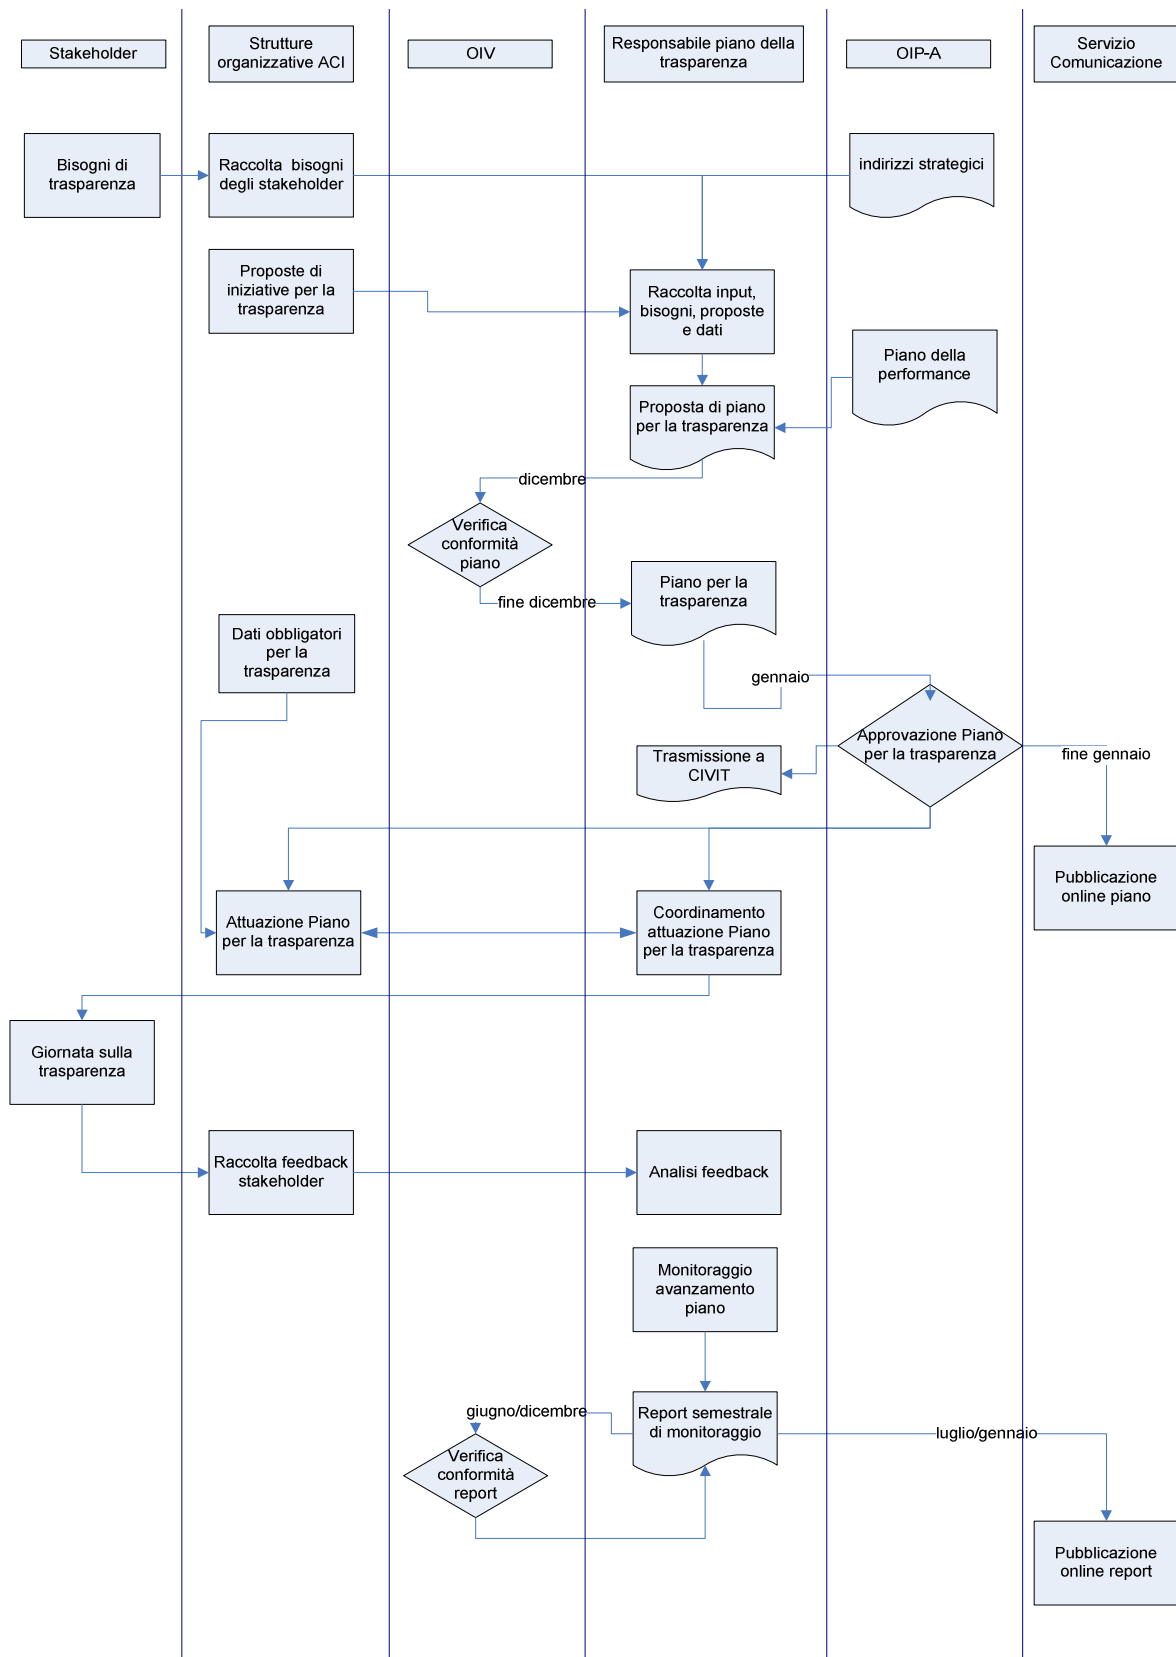 Stakeholder
Strutture
organizzative ACI
OIV
Responsabile piano della
trasparenza
OIP-A
Servizio
Comunicazione
Bisogni di
trasparenza
Raccolta bisogni
degli stakeholder
indirizzi strategici
Proposte di
iniziative per la
trasparenza
Raccolta input,
bisogni, proposte
e dati
Piano della
performance
Proposta di piano
per la trasparenza
dicembre
Verifica
conformità
piano
fine dicembre
Piano per la
trasparenza
Dati obbligatori
per la
trasparenza
gennaio
Approvazione Piano
per la trasparenza
Trasmissione a
CIVIT
fine gennaio
Pubblicazione
online piano
Attuazione Piano
per la trasparenza
Coordinamento
attuazione Piano
per la trasparenza
Giornata sulla
trasparenza
Raccolta feedback
stakeholder
Analisi feedback
Monitoraggio
avanzamento
piano
giugno/dicembre
Report semestrale
di monitoraggio
luglio/gennaio
Verifica
conformità
report
Pubblicazione
online report